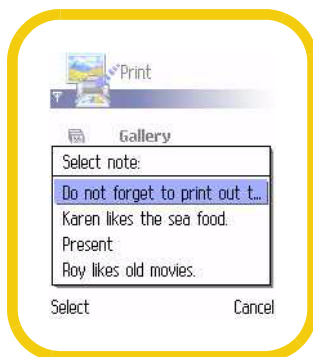 Print
Gallery
Select note:
Do not forget to print out t...
Karen likes the sea food.
Present
Roy likes old movies.
Select Cancel